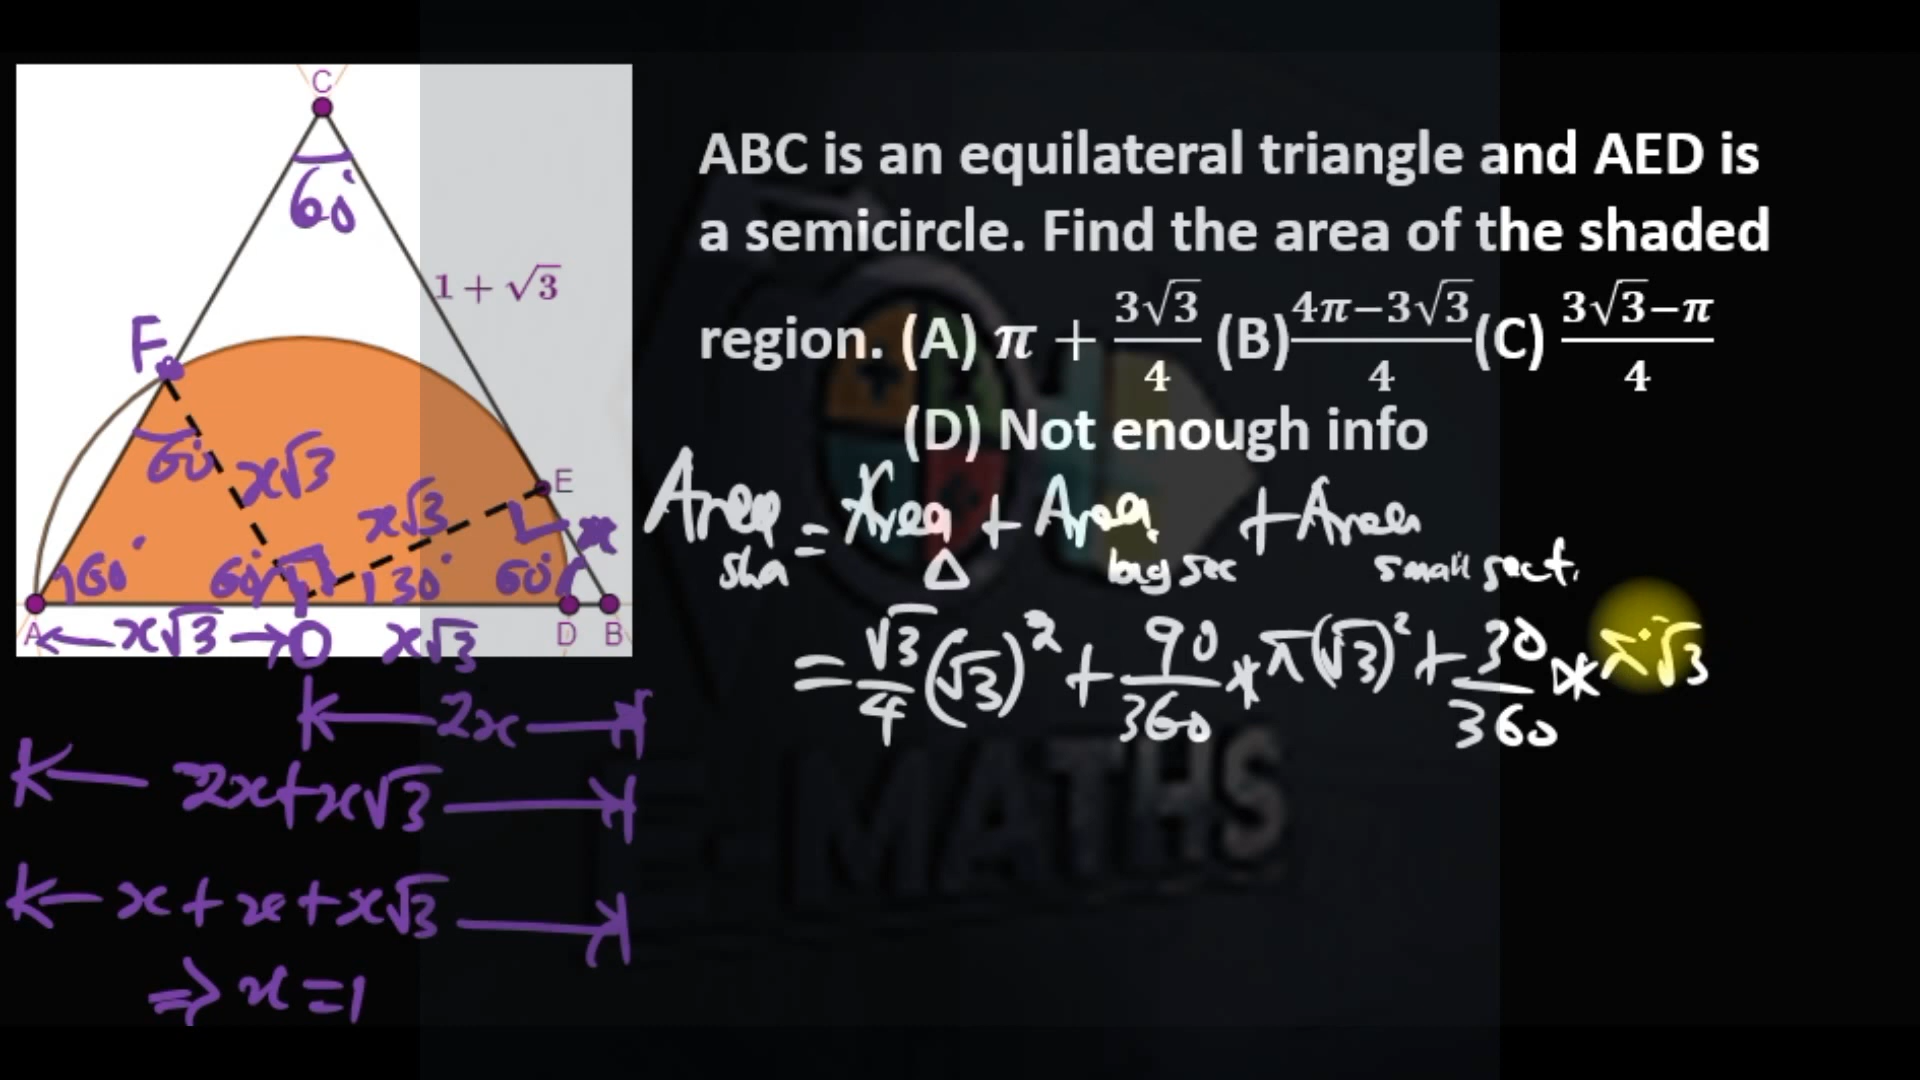 ABC is an equilateral triangle and AED is
a semicircle. Find the area of the shaded
region. (A) π + 3√3/4 (B) 4π−3√3/4 (C) 3√3−π/4
(D) Not enough info
C
60°
1 + √3
F
60°
x√3
E
x√3
x
60°
60°
30°
60°
A
x√3
O
x√3
D
B
2x
2x+x√3
x+x+x√3
⇒ x=1
Area sha = Area Δ + Area big sec + Area small sect.
= √3/4 (√3)² + 90/360 * π(√3)² + 30/360 * π√3
MATHS